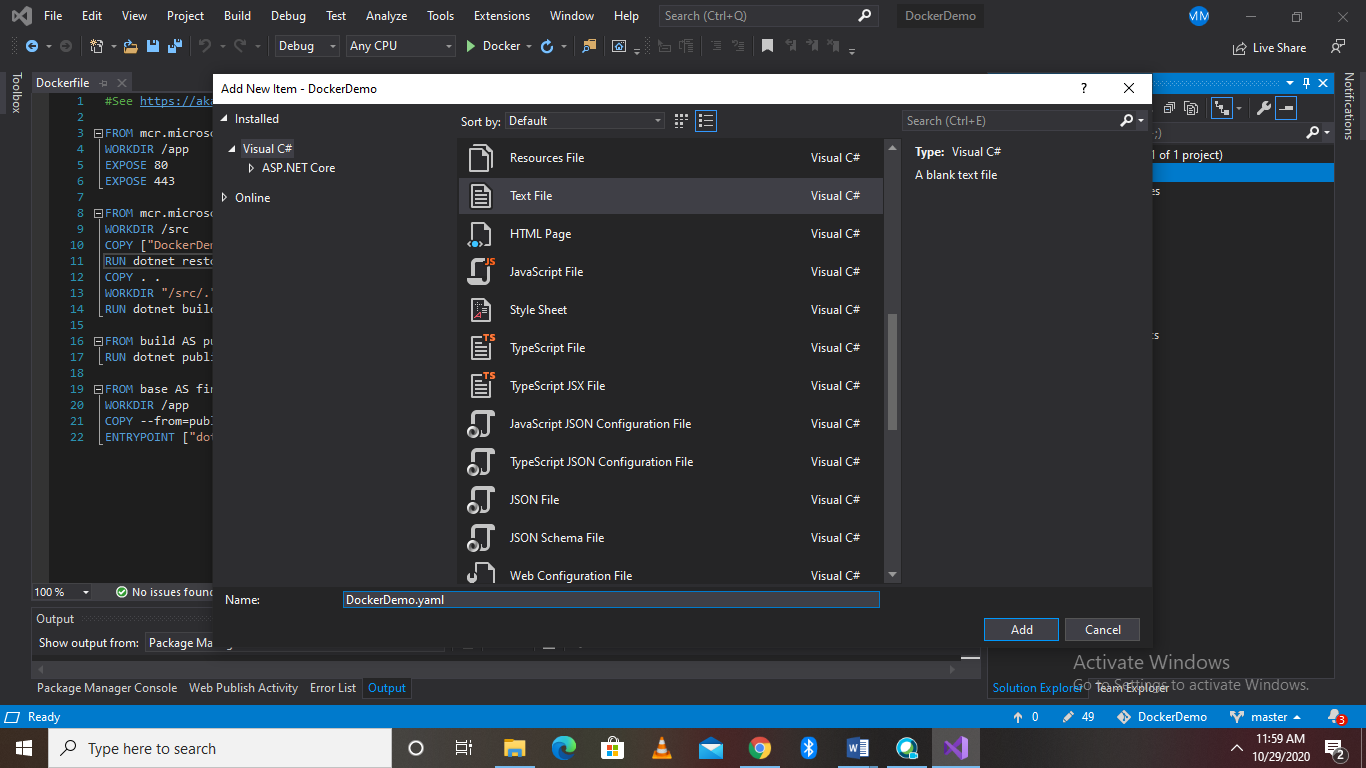 File Edit View Project Build Debug Test Analyze Tools Extensions Window Help Search (Ctrl+Q) DockerDemo MM
Debug Any CPU Docker Live Share
Toolbox
Dockerfile
1 #See https://aka
2
3 FROM mcr.microso
4 WORKDIR /app
5 EXPOSE 80
6 EXPOSE 443
7
8 FROM mcr.microso
9 WORKDIR /src
10 COPY ["DockerDem
11 RUN dotnet resto
12 COPY . .
13 WORKDIR "/src/."
14 RUN dotnet build
15
16 FROM build AS pu
17 RUN dotnet publi
18
19 FROM base AS fin
20 WORKDIR /app
21 COPY --from=publ
22 ENTRYPOINT ["dot
100 % No issues found
Add New Item - DockerDemo ?
Installed
Visual C#
ASP.NET Core
Online
Sort by: Default
Search (Ctrl+E)
Resources File Visual C#
Text File Visual C#
HTML Page Visual C#
JavaScript File Visual C#
Style Sheet Visual C#
TypeScript File Visual C#
TypeScript JSX File Visual C#
JavaScript JSON Configuration File Visual C#
TypeScript JSON Configuration File Visual C#
JSON File Visual C#
JSON Schema File Visual C#
Web Configuration File Visual C#
Type: Visual C#
A blank text file
Name: DockerDemo.yaml
Add Cancel
Notifications
;)
1 of 1 project)
es
ts
Output
Show output from: Package Ma
Package Manager Console Web Publish Activity Error List Output
Solution Explorer Team Explorer
Activate Windows
Go to Settings to activate Windows.
Ready 0 49 DockerDemo master 3
Type here to search
11:59 AM
10/29/2020
2